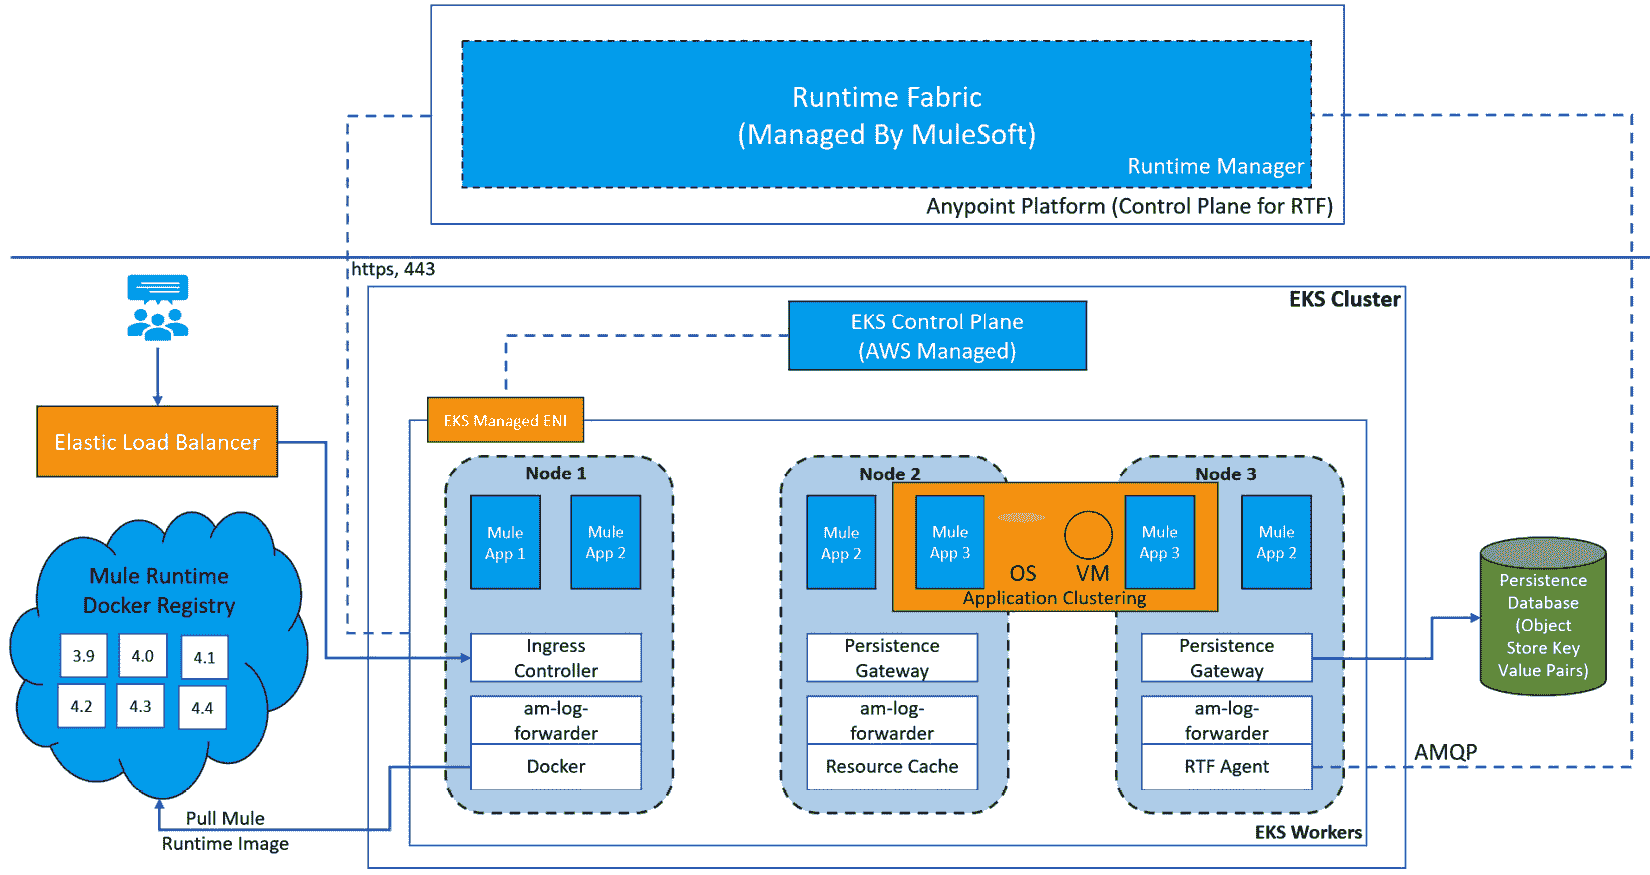 Runtime Fabric
(Managed By MuleSoft)
Runtime Manager
Anypoint Platform (Control Plane for RTF)
https, 443
EKS Cluster
EKS Control Plane
(AWS Managed)
EKS Managed ENI
Elastic Load Balancer
Node 1
Node 2
Node 3
Mule
App 1
Mule
App 2
Mule
App 2
Mule
App 3
OS
VM
Application Clustering
Mule
App 3
Mule
App 2
Mule Runtime
Docker Registry
3.9
4.0
4.1
4.2
4.3
4.4
Ingress
Controller
am-log-
forwarder
Docker
Persistence
Gateway
am-log-
forwarder
Resource Cache
Persistence
Gateway
am-log-
forwarder
RTF Agent
Persistence
Database
(Object
Store Key
Value Pairs)
AMQP
Pull Mule
Runtime Image
EKS Workers